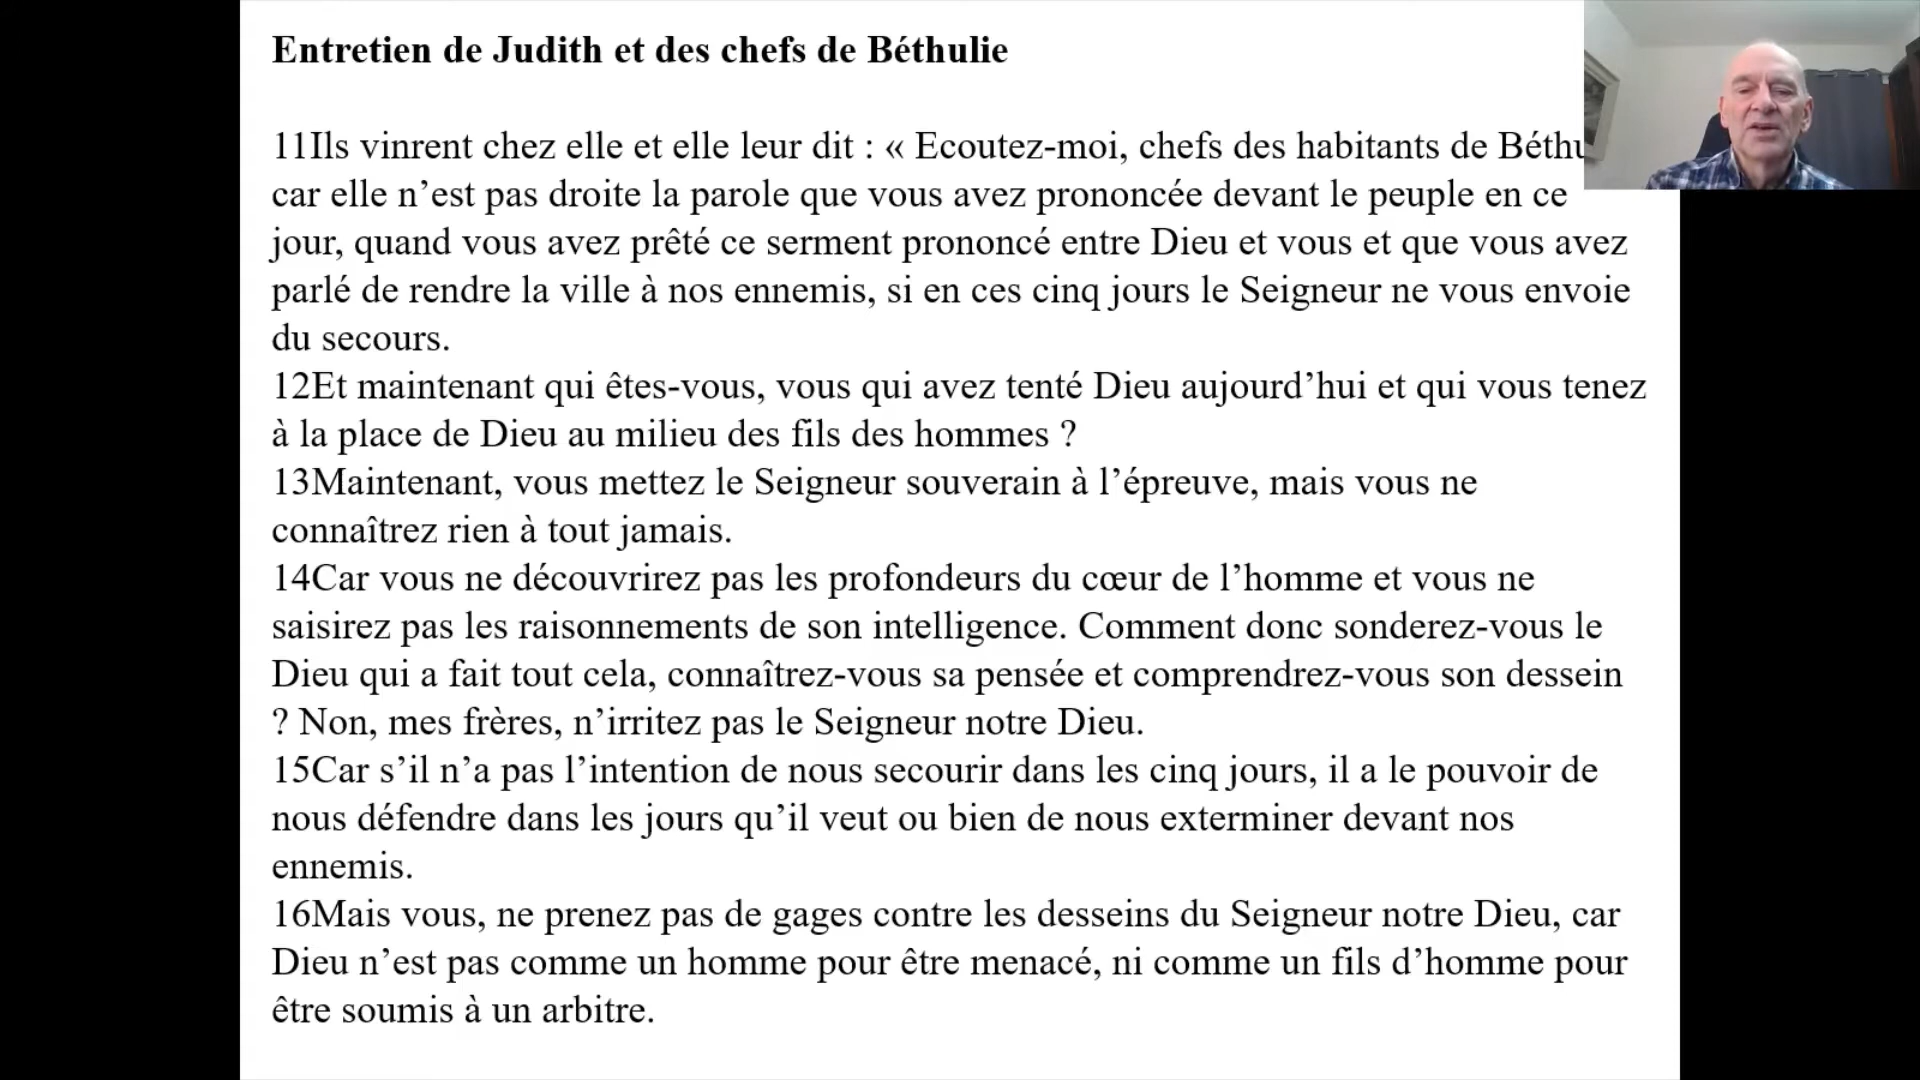 Entretien de Judith et des chefs de Béthulie
11Ils vinrent chez elle et elle leur dit : « Ecoutez-moi, chefs des habitants de
car elle n’est pas droite la parole que vous avez prononcée devant le peuple en ce
jour, quand vous avez prêté ce serment prononcé entre Dieu et vous et que vous avez
parlé de rendre la ville à nos ennemis, si en ces cinq jours le Seigneur ne vous envoie
du secours.
12Et maintenant qui êtes-vous, vous qui avez tenté Dieu aujourd’hui et qui vous tenez
à la place de Dieu au milieu des fils des hommes ?
13Maintenant, vous mettez le Seigneur souverain à l’épreuve, mais vous ne
connaîtrez rien à tout jamais.
14Car vous ne découvrirez pas les profondeurs du cœur de l’homme et vous ne
saisirez pas les raisonnements de son intelligence. Comment donc sonderez-vous le
Dieu qui a fait tout cela, connaîtrez-vous sa pensée et comprendrez-vous son dessein
? Non, mes frères, n’irritez pas le Seigneur notre Dieu.
15Car s’il n’a pas l’intention de nous secourir dans les cinq jours, il a le pouvoir de
nous défendre dans les jours qu’il veut ou bien de nous exterminer devant nos
ennemis.
16Mais vous, ne prenez pas de gages contre les desseins du Seigneur notre Dieu, car
Dieu n’est pas comme un homme pour être menacé, ni comme un fils d’homme pour
être soumis à un arbitre.